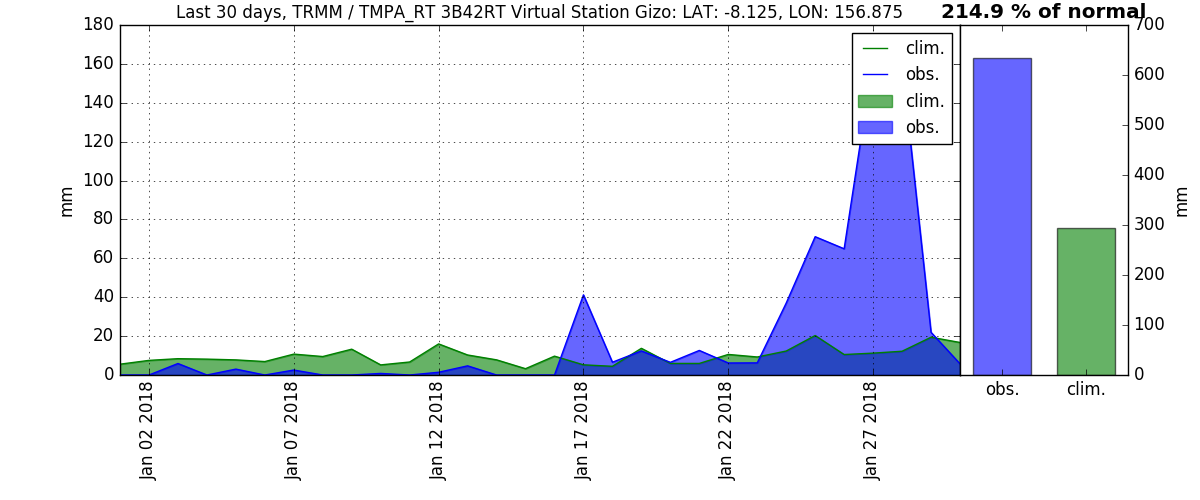 Last 30 days, TRMM / TMPA_RT 3B42RT Virtual Station Gizo: LAT: -8.125, LON: 156.875
214.9 % of normal
180
160
140
120
100
80
60
40
20
0
mm
Jan 02 2018
Jan 07 2018
Jan 12 2018
Jan 17 2018
Jan 22 2018
Jan 27 2018
clim.
obs.
clim.
obs.
700
600
500
400
300
200
100
0
mm
obs.
clim.